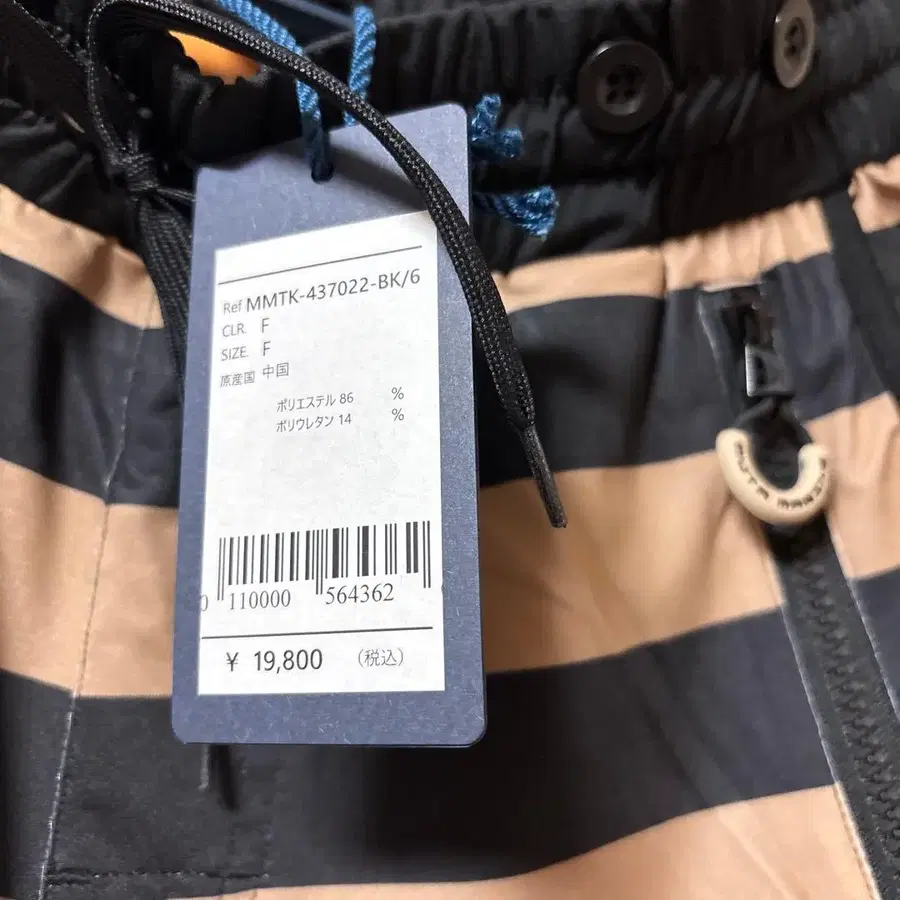 Ref MMTK-437022-BK/6
CLR. F
SIZE. F
原産国 中国
ポリエステル 86 %
ポリウレタン 14 %
0 110000 564362
¥ 19,800 (税込)